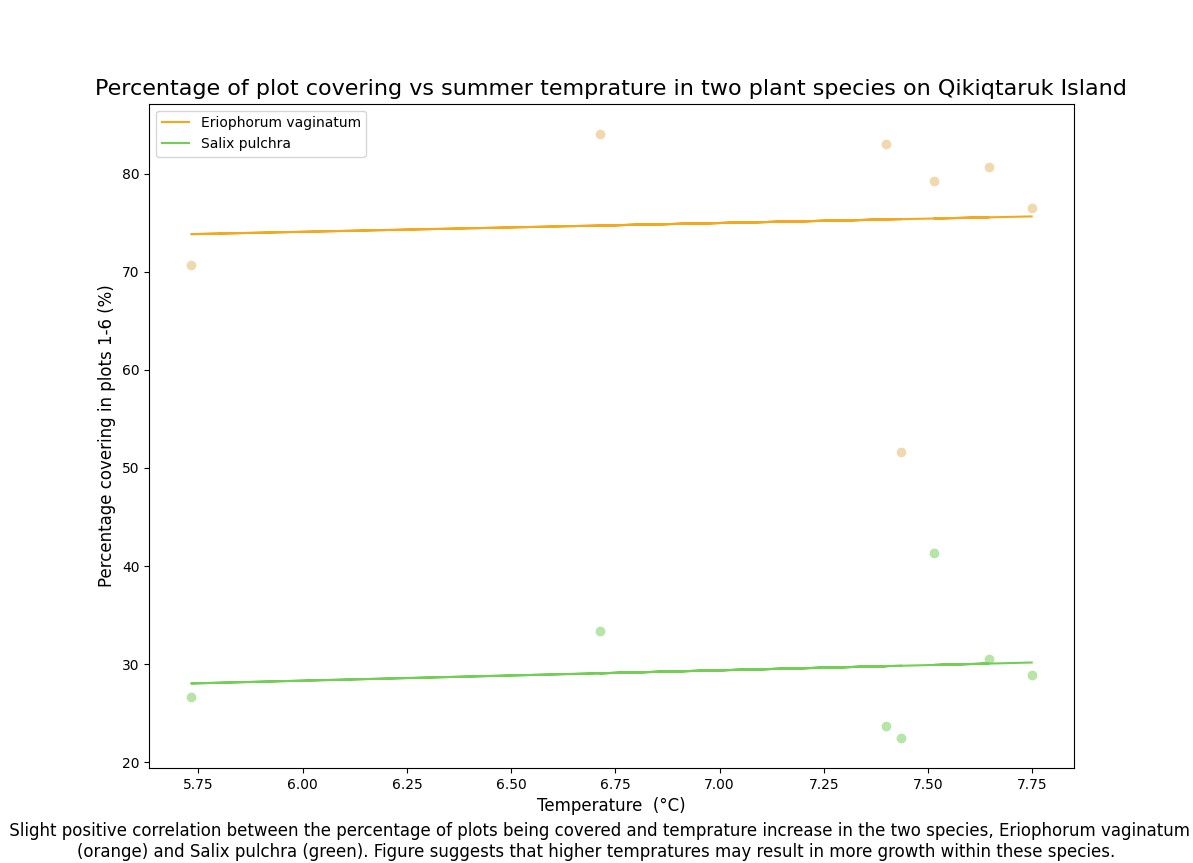 Percentage of plot covering vs summer temprature in two plant species on Qikiqtaruk Island
Eriophorum vaginatum
Salix pulchra
Percentage covering in plots 1-6 (%)
80
70
60
50
40
30
20
5.75 6.00 6.25 6.50 6.75 7.00 7.25 7.50 7.75
Temperature (°C)
Slight positive correlation between the percentage of plots being covered and temprature increase in the two species, Eriophorum vaginatum
(orange) and Salix pulchra (green). Figure suggests that higher tempratures may result in more growth within these species.